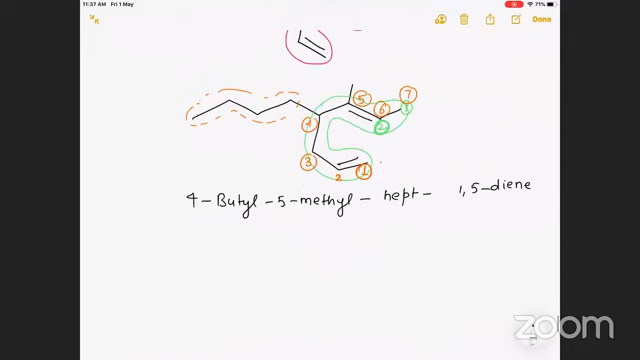 11:37 AM Fri 1 May
71%
Done
5
7
6
1
4
2
3
1
2
4 - Butyl - 5 - methyl - hept - 1,5-diene
zoom